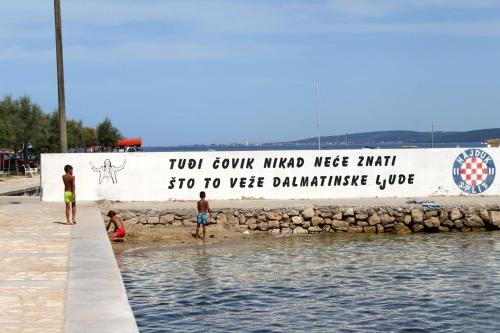 TUĐI ČOVIK NIKAD NEĆE ZNATI
ŠTO TO VEŽE DALMATINSKE LJUDE
HAJDUK
SPLIT